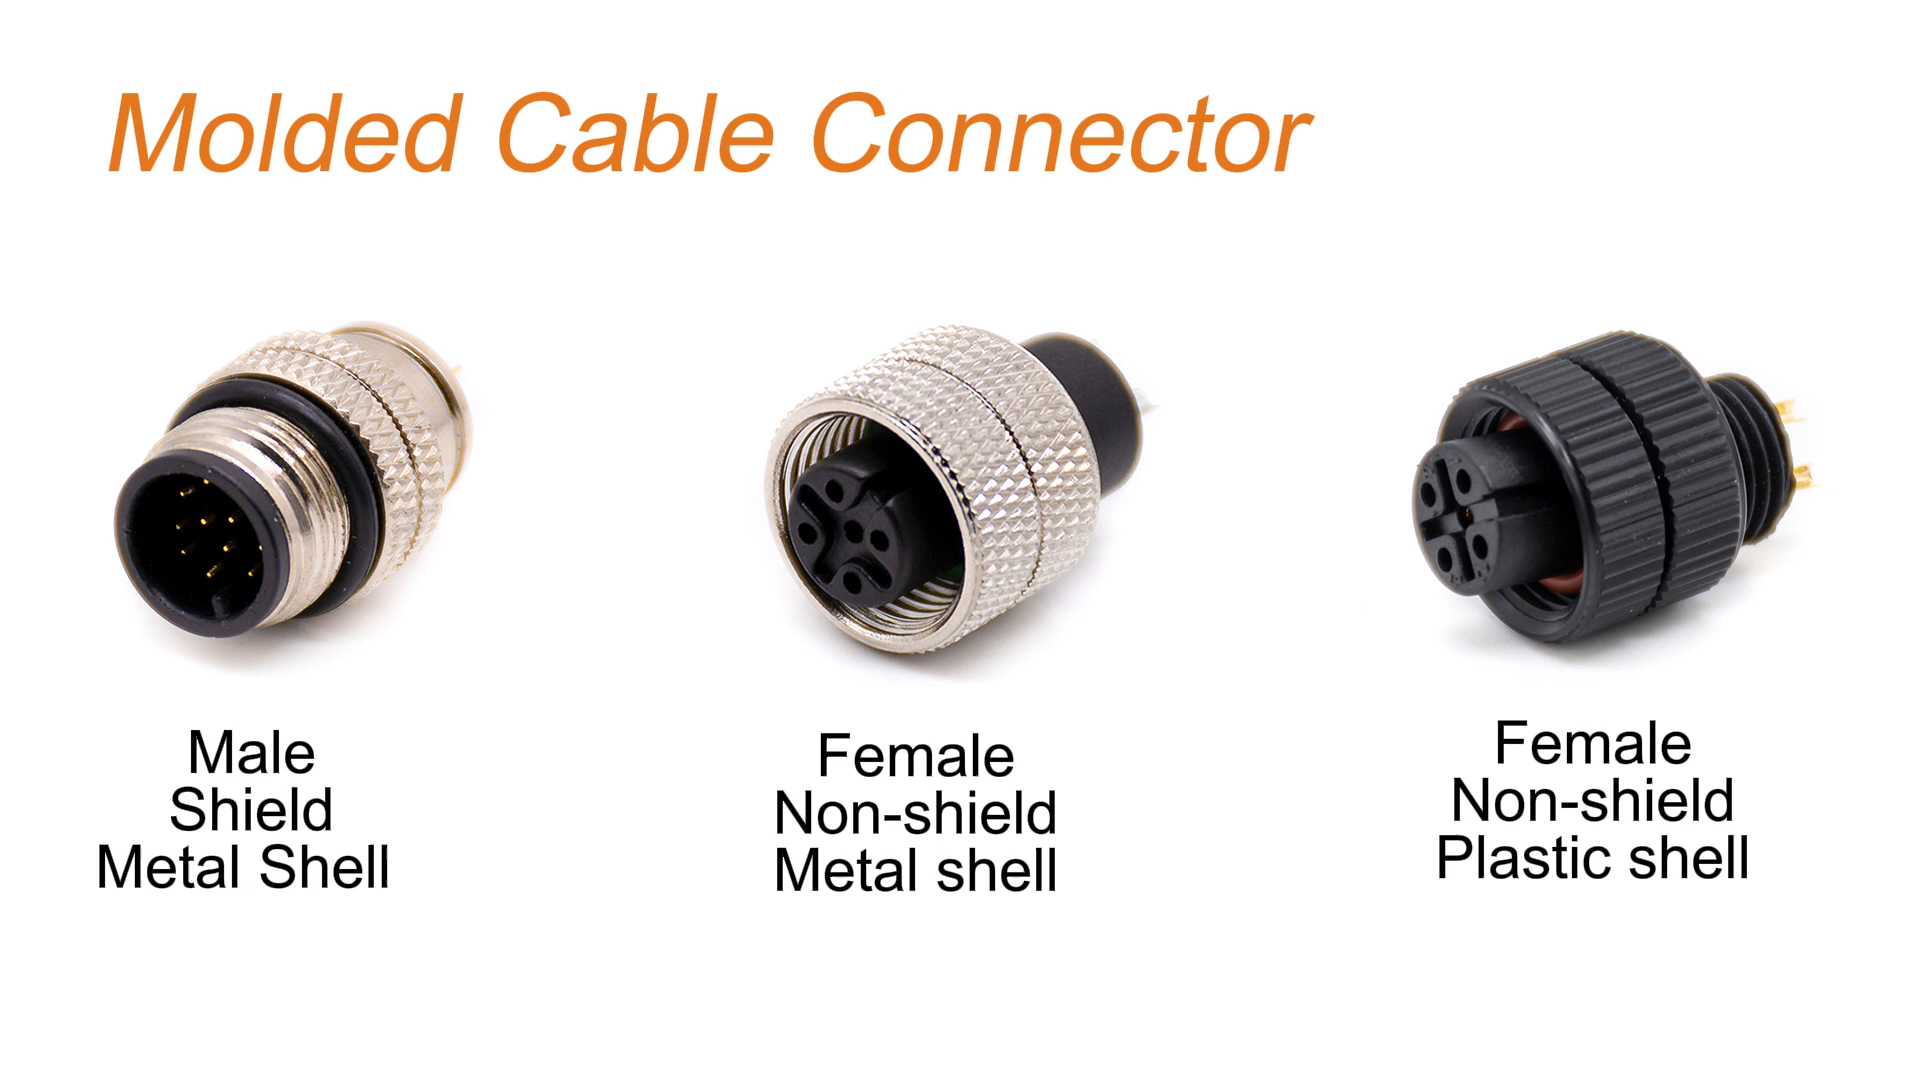 Molded Cable Connector
Male
Shield
Metal Shell
Female
Non-shield
Metal shell
Female
Non-shield
Plastic shell